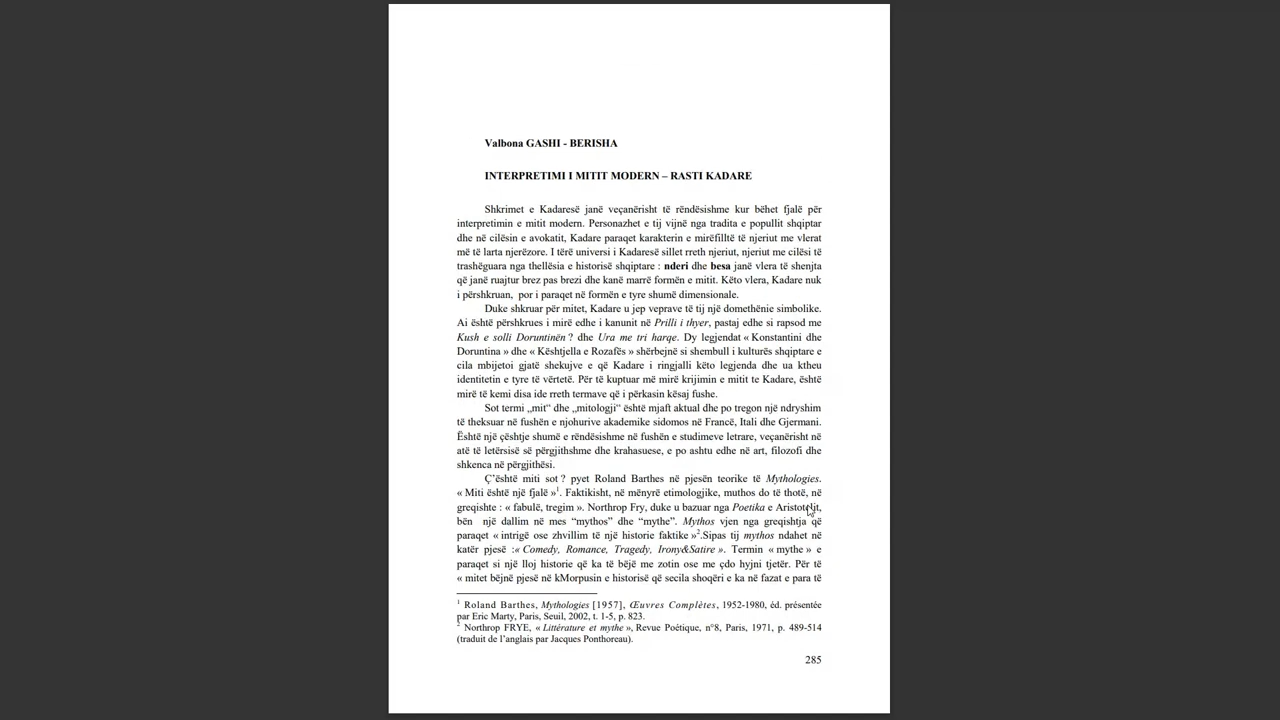 Valbona GASHI - BERISHA
INTERPRETIMI I MITIT MODERN – RASTI KADARE
Shkrimet e Kadaresë janë veçanërisht të rëndësishme kur bëhet fjalë për
interpretimin e mitit modern. Personazhet e tij vijnë nga tradita e popullit shqiptar
dhe në cilësin e avokatit, Kadare paraqet karakterin e mirëfilltë të njeriut me vlerat
më të larta njerëzore. I tërë universi i Kadaresë sillet rreth njeriut, njeriut me cilësi të
trashëguara nga thellësia e historisë shqiptare : nderi dhe besa janë vlera të shenjta
që janë ruajtur brez pas brezi dhe kanë marrë formën e mitit. Këto vlera, Kadare nuk
i përshkruan, por i paraqet në formën e tyre shumë dimensionale.
Duke shkruar për mitet, Kadare u jep veprave të tij një domethënie simbolike.
Ai është përshkrues i mirë edhe i kanunit në Prilli i thyer, pastaj edhe si rapsod me
Kush e solli Doruntinën ? dhe Ura me tri harqe. Dy legjendat « Konstantini dhe
Doruntina » dhe « Kështjella e Rozafës » shërbejnë si shembull i kulturës shqiptare e
cila mbijetoi gjatë shekujve e që Kadare i ringjalli këto legjenda dhe ua ktheu
identitetin e tyre të vërtetë. Për të kuptuar më mirë krijimin e mitit te Kadare, është
mirë të kemi disa ide rreth termave që i përkasin kësaj fushe.
Sot termi „mit“ dhe „mitologji“ është mjaft aktual dhe po tregon një ndryshim
të theksuar në fushën e njohurive akademike sidomos në Francë, Itali dhe Gjermani.
Është një çështje shumë e rëndësishme në fushën e studimeve letrare, veçanërisht në
atë të letërsisë së përgjithshme dhe krahasuese, e po ashtu edhe në art, filozofi dhe
shkenca në përgjithësi.
Ç’është miti sot ? pyet Roland Barthes në pjesën teorike të Mythologies.
« Miti është një fjalë »1. Faktikisht, në mënyrë etimologjike, muthos do të thotë, në
greqishte : « fabulë, tregim ». Northrop Fry, duke u bazuar nga Poetika e Aristotelit,
bën një dallim në mes “mythos” dhe “mythe”. Mythos vjen nga greqishtja që
paraqet « intrigë ose zhvillim të një historie faktike »2.Sipas tij mythos ndahet në
katër pjesë :« Comedy, Romance, Tragedy, Irony&Satire ». Termin « mythe » e
paraqet si një lloj historie që ka të bëjë me zotin ose me çdo hyjni tjetër. Për të
« mitet bëjnë pjesë në kMorpusin e historisë që secila shoqëri e ka në fazat e para të
1 Roland Barthes, Mythologies [1957], Œuvres Complètes, 1952-1980, éd. présentée
par Eric Marty, Paris, Seuil, 2002, t. 1-5, p. 823.
2 Northrop FRYE, « Littérature et mythe », Revue Poétique, n°8, Paris, 1971, p. 489-514
(traduit de l’anglais par Jacques Ponthoreau).
285